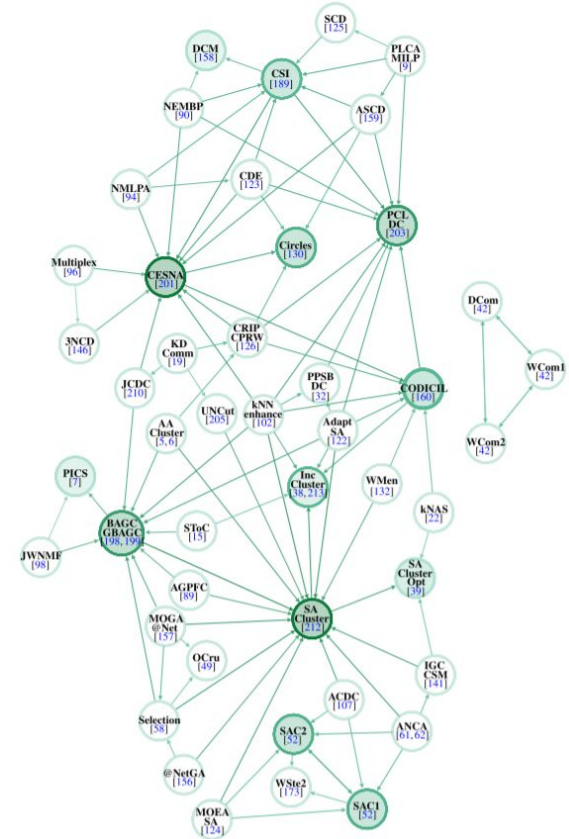 SCD
[125]
DCM
[158]
PLCA
MILP
[9]
CSI
[189]
NEMBP
[90]
ASCD
[159]
NMLPA
[94]
CDE
[123]
PCL
DC
[203]
Circles
[130]
Multiplex
[96]
CESNA
[201]
DCom
[42]
3NCD
[146]
KD
Comm
[19]
CRIP
CPRW
[126]
WCom1
[42]
JCDC
[210]
PPSB
DC
[32]
CODICIL
[160]
UNCut
[205]
kNN
enhance
[102]
AA
Cluster
[5, 6]
Adapt
SA
[122]
WCom2
[42]
PICS
[7]
Inc
Cluster
[38, 213]
WMen
[132]
kNAS
[22]
BAGC
GBAGC
[198, 199]
SToC
[15]
JWNMF
[98]
SA
Cluster
Opt
[39]
AGPFC
[89]
MOGA
@Net
[157]
SA
Cluster
[212]
OCru
[49]
IGC
CSM
[141]
ACDC
[107]
Selection
[58]
SAC2
[52]
ANCA
[61, 62]
@NetGA
[156]
WSte2
[173]
MOEA
SA
[124]
SAC1
[52]